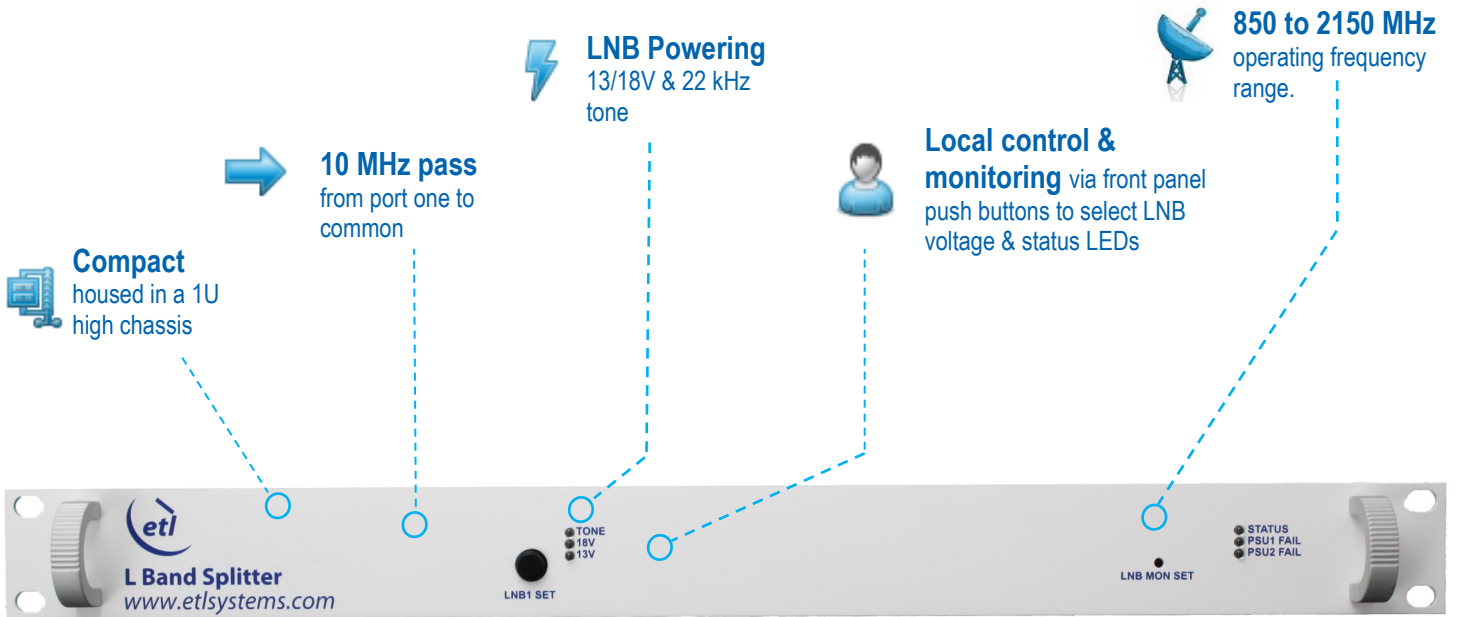 850 to 2150 MHz
operating frequency
range.
LNB Powering
13/18V & 22 kHz
tone
Local control &
monitoring via front panel
push buttons to select LNB
voltage & status LEDs
10 MHz pass
from port one to
common
Compact
housed in a 1U
high chassis
etl
L Band Splitter
www.etlsystems.com
TONE
18V
13V
LNB1 SET
LNB MON SET
STATUS
PSU1 FAIL
PSU2 FAIL